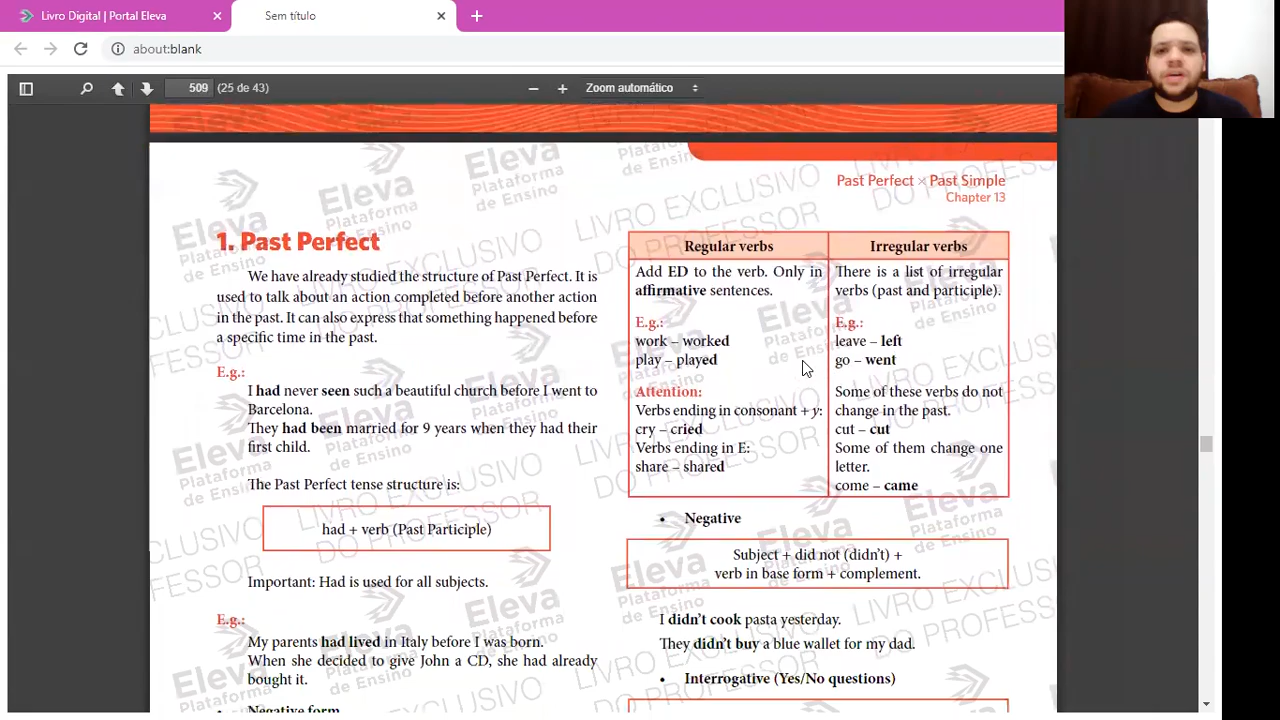 Livro Digital | Portal Eleva
Sem título
about:blank
509 (25 de 43)
Zoom automático
Past Perfect × Past Simple
Chapter 13
1. Past Perfect
We have already studied the structure of Past Perfect. It is
used to talk about an action completed before another action
in the past. It can also express that something happened before
a specific time in the past.
E.g.:
I had never seen such a beautiful church before I went to
Barcelona.
They had been married for 9 years when they had their
first child.
The Past Perfect tense structure is:
had + verb (Past Participle)
Important: Had is used for all subjects.
E.g.:
My parents had lived in Italy before I was born.
When she decided to give John a CD, she had already
bought it.
• Negative form
Regular verbs
Add ED to the verb. Only in
affirmative sentences.
E.g.:
work – worked
play – played
Attention:
Verbs ending in consonant + y:
cry – cried
Verbs ending in E:
share – shared
Irregular verbs
There is a list of irregular
verbs (past and participle).
E.g.:
leave – left
go – went
Some of these verbs do not
change in the past.
cut – cut
Some of them change one
letter.
come – came
• Negative
Subject + did not (didn't) +
verb in base form + complement.
I didn't cook pasta yesterday.
They didn't buy a blue wallet for my dad.
• Interrogative (Yes/No questions)
Eleva
Plataforma
de Ensino
LIVRO EXCLUSIVO
DO PROFESSOR